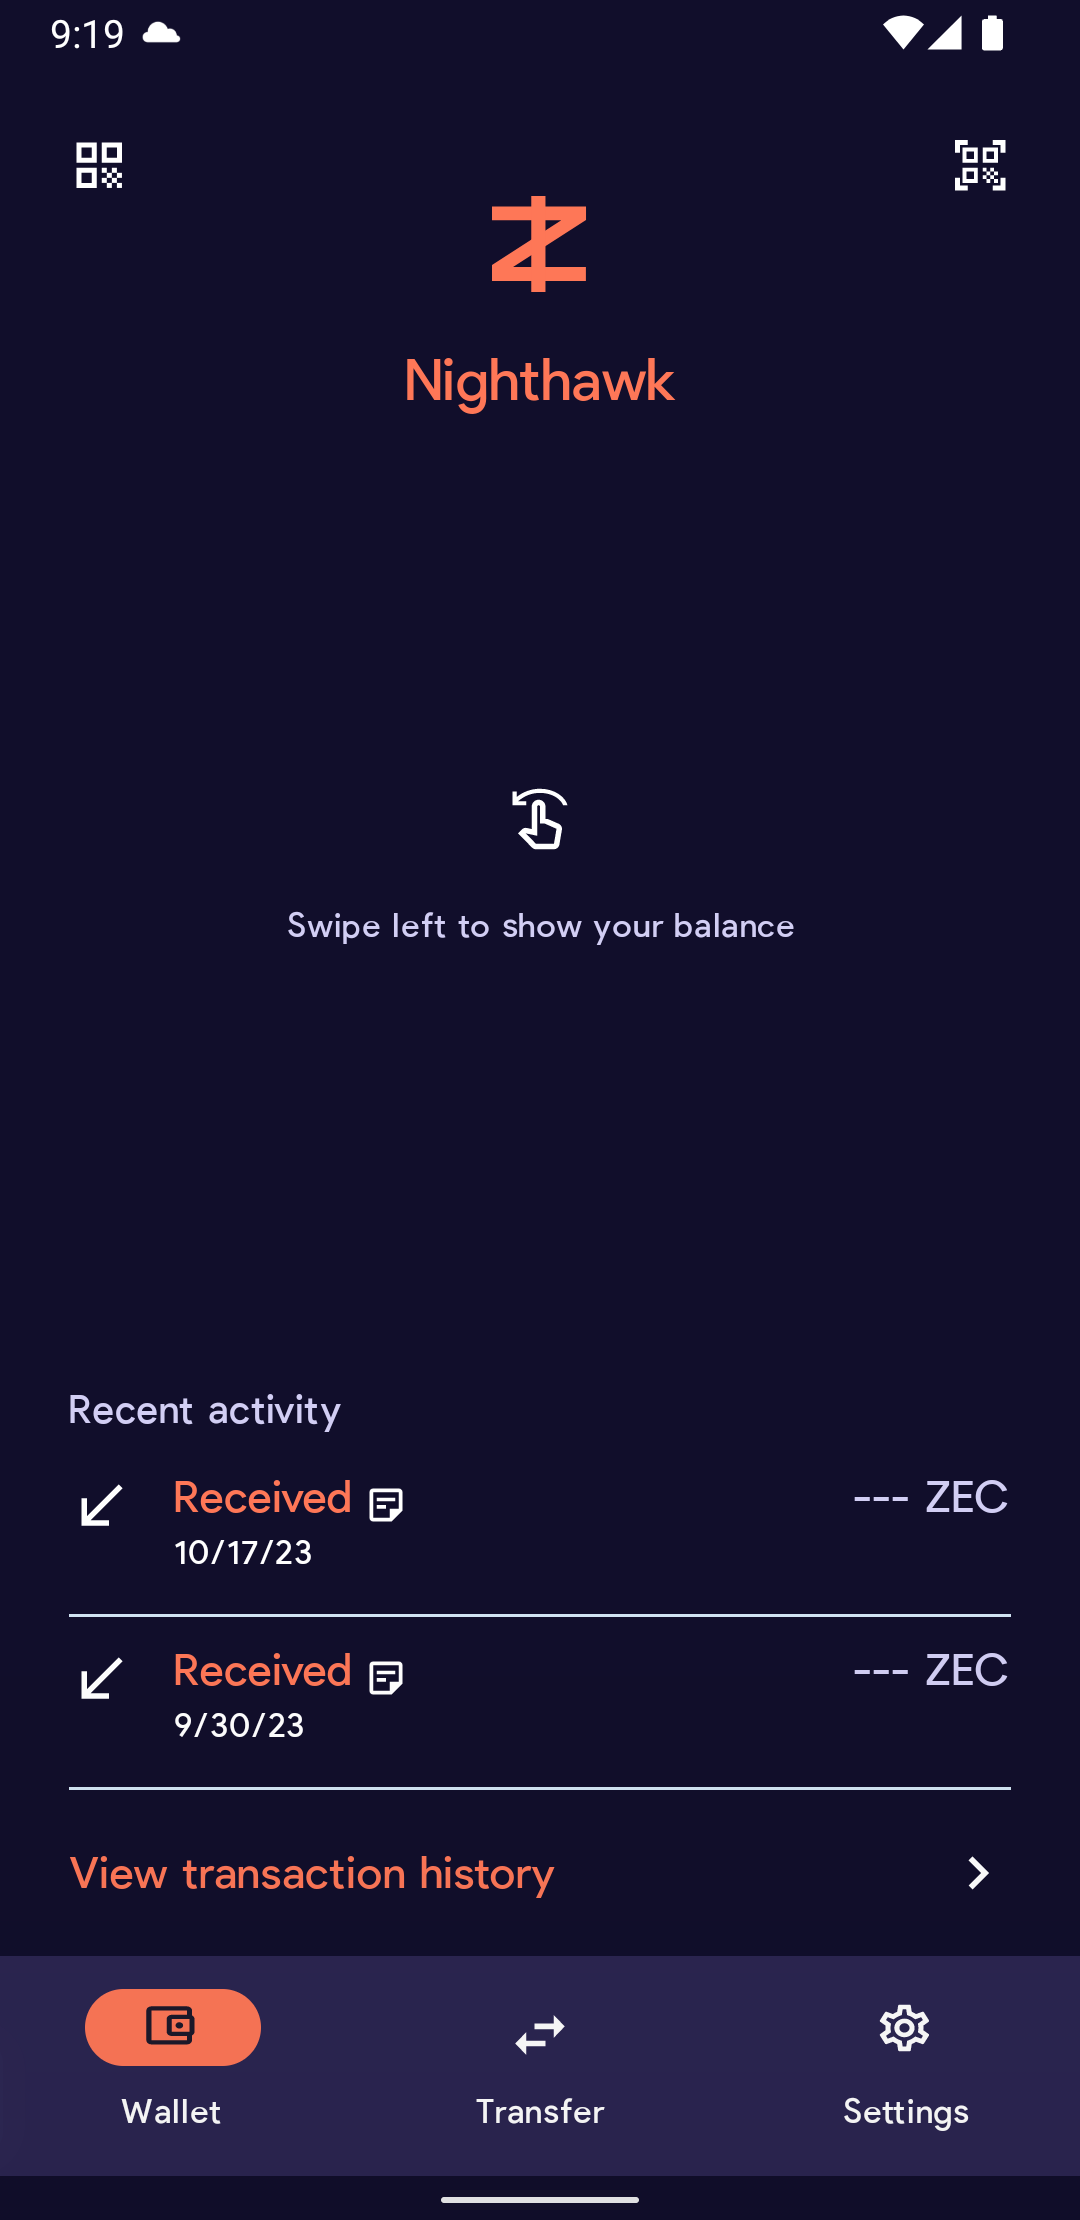 9:19
Nighthawk
Swipe left to show your balance
Recent activity
Received --- ZEC
10/17/23
Received --- ZEC
9/30/23
View transaction history
Wallet Transfer Settings